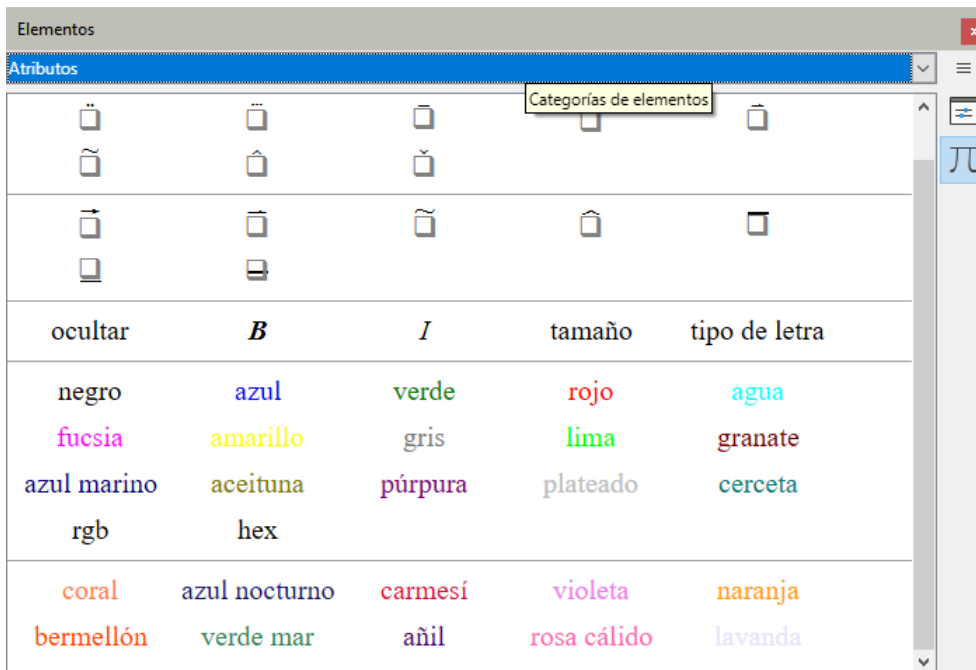 Elementos
Atributos
Categorías de elementos
ocultar B I tamaño tipo de letra
negro azul verde rojo agua
fucsia amarillo gris lima granate
azul marino aceituna púrpura plateado cerceta
rgb hex
coral azul nocturno carmesí violeta naranja
bermellón verde mar añil rosa cálido lavanda